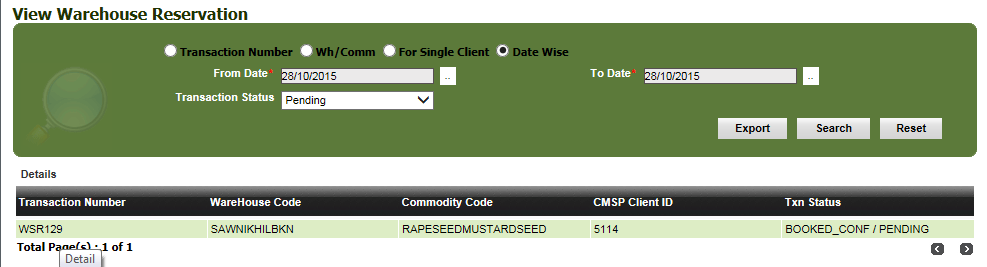 View Warehouse Reservation
Transaction Number Wh/Comm For Single Client Date Wise
From Date* 28/10/2015 .. To Date* 28/10/2015 ..
Transaction Status Pending
Export Search Reset
Details
Transaction Number WareHouse Code Commodity Code CMSP Client ID Txn Status
WSR129 SAWNIKHILBKN RAPESEEDMUSTARDSEED 5114 BOOKED_CONF / PENDING
Total Page(s) : 1 of 1
Detail